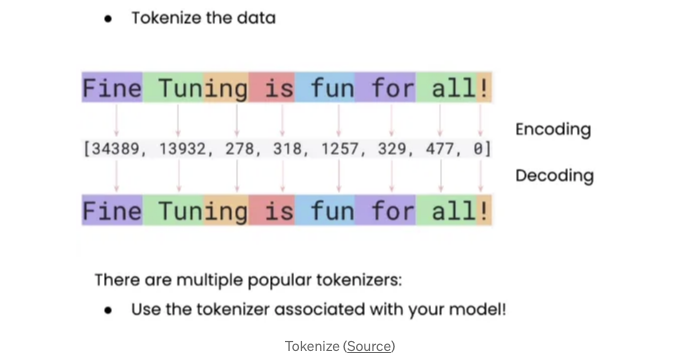 • Tokenize the data
Fine Tuning is fun for all!
Encoding
[34389, 13932, 278, 318, 1257, 329, 477, 0]
Decoding
Fine Tuning is fun for all!
There are multiple popular tokenizers:
• Use the tokenizer associated with your model!
Tokenize (Source)